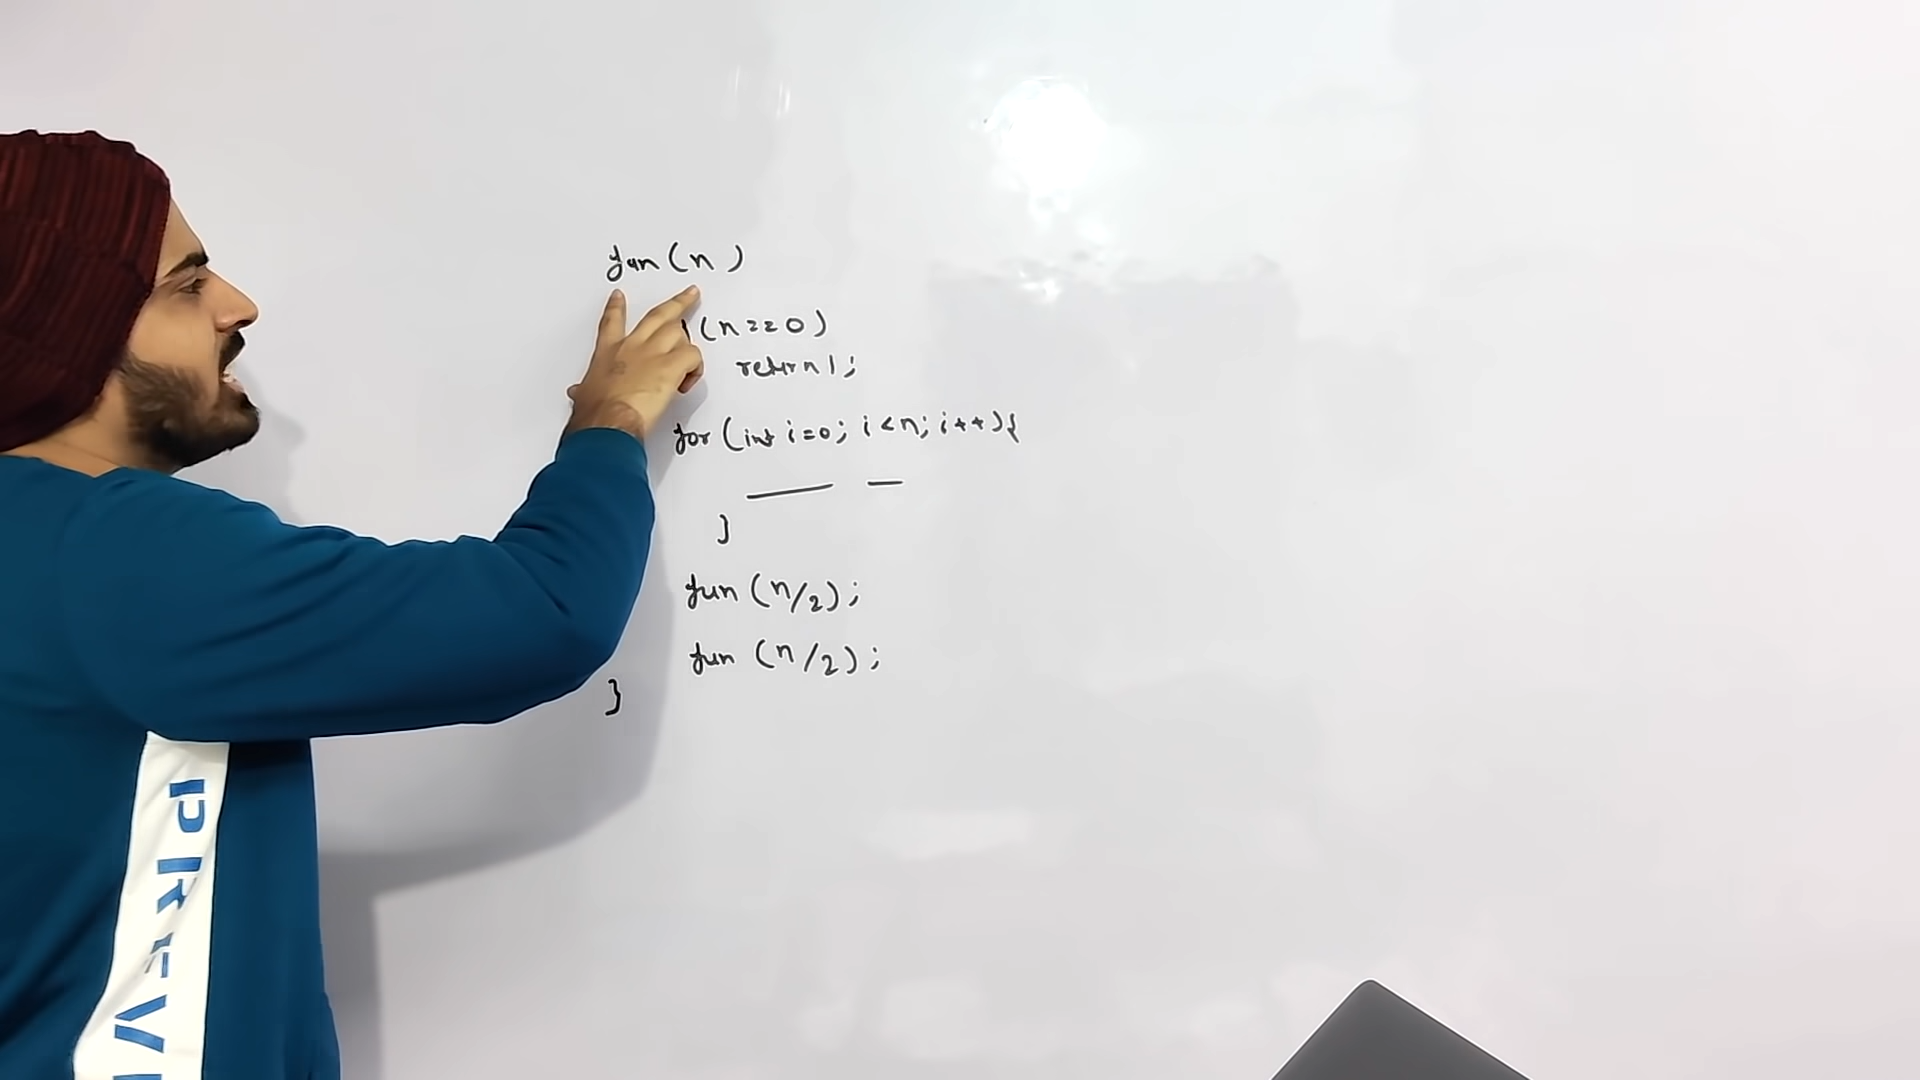 fun (n)
(n == 0)
return 1;
for (int i=0; i<n; i++){
}
fun (n/2);
fun (n/2);
}